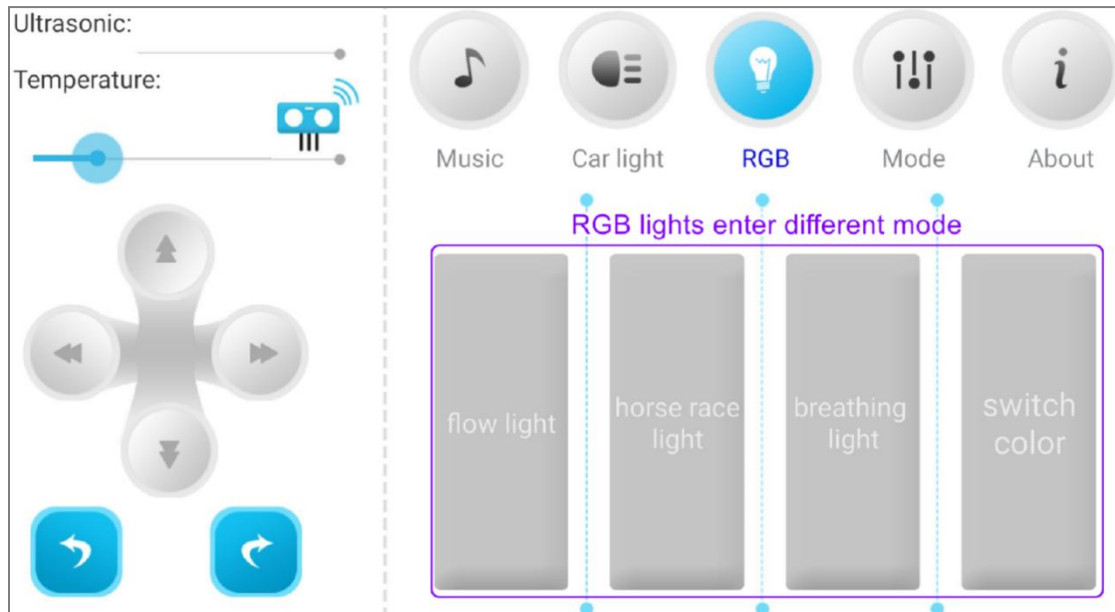 Ultrasonic:
Temperature:
Music
Car light
RGB
Mode
About
RGB lights enter different mode
flow light
horse race
light
breathing
light
switch
color